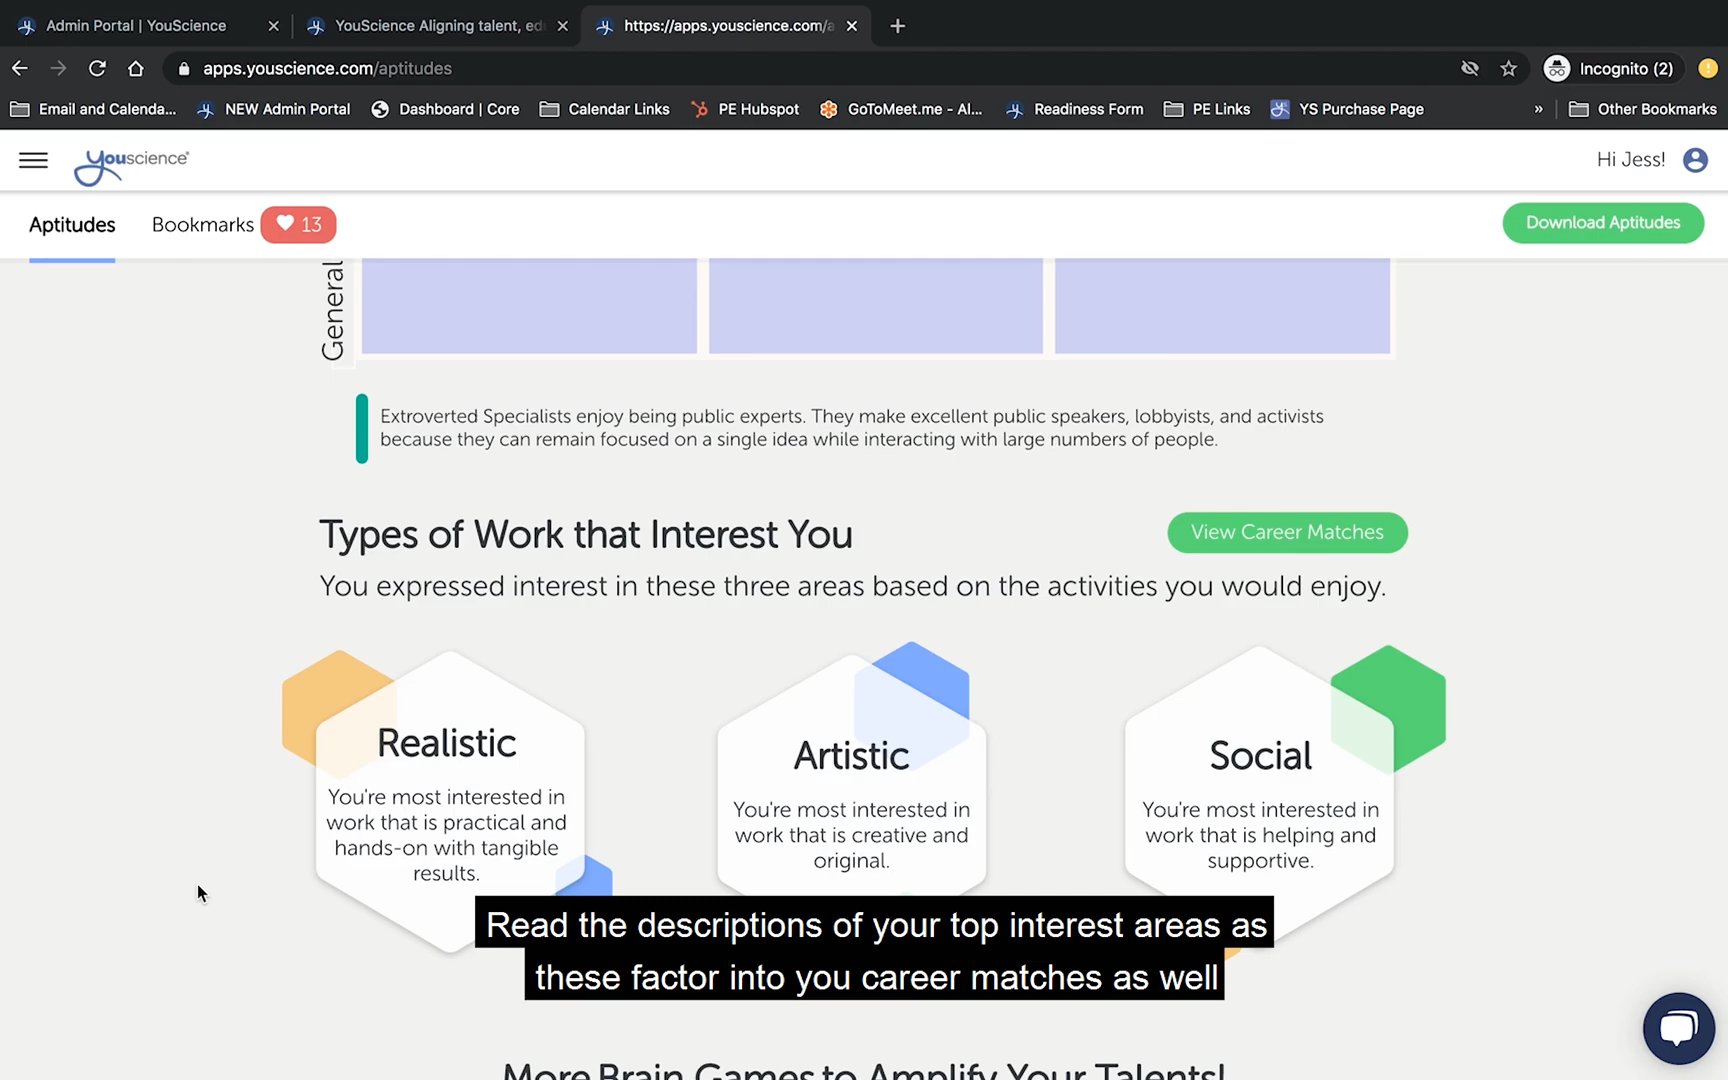 Admin Portal | YouScience
YouScience Aligning talent, ed
https://apps.youscience.com/a
apps.youscience.com/aptitudes
Incognito (2)
Email and Calenda...
NEW Admin Portal
Dashboard | Core
Calendar Links
PE Hubspot
GoToMeet.me - Al...
Readiness Form
PE Links
YS Purchase Page
»
Other Bookmarks
youscience®
Hi Jess!
Aptitudes
Bookmarks
13
Download Aptitudes
General
Extroverted Specialists enjoy being public experts. They make excellent public speakers, lobbyists, and activists
because they can remain focused on a single idea while interacting with large numbers of people.
Types of Work that Interest You
View Career Matches
You expressed interest in these three areas based on the activities you would enjoy.
Realistic
You're most interested in
work that is practical and
hands-on with tangible
results.
Artistic
You're most interested in
work that is creative and
original.
Social
You're most interested in
work that is helping and
supportive.
Read the descriptions of your top interest areas as
these factor into you career matches as well
More Brain Games to Amplify Your Talents!